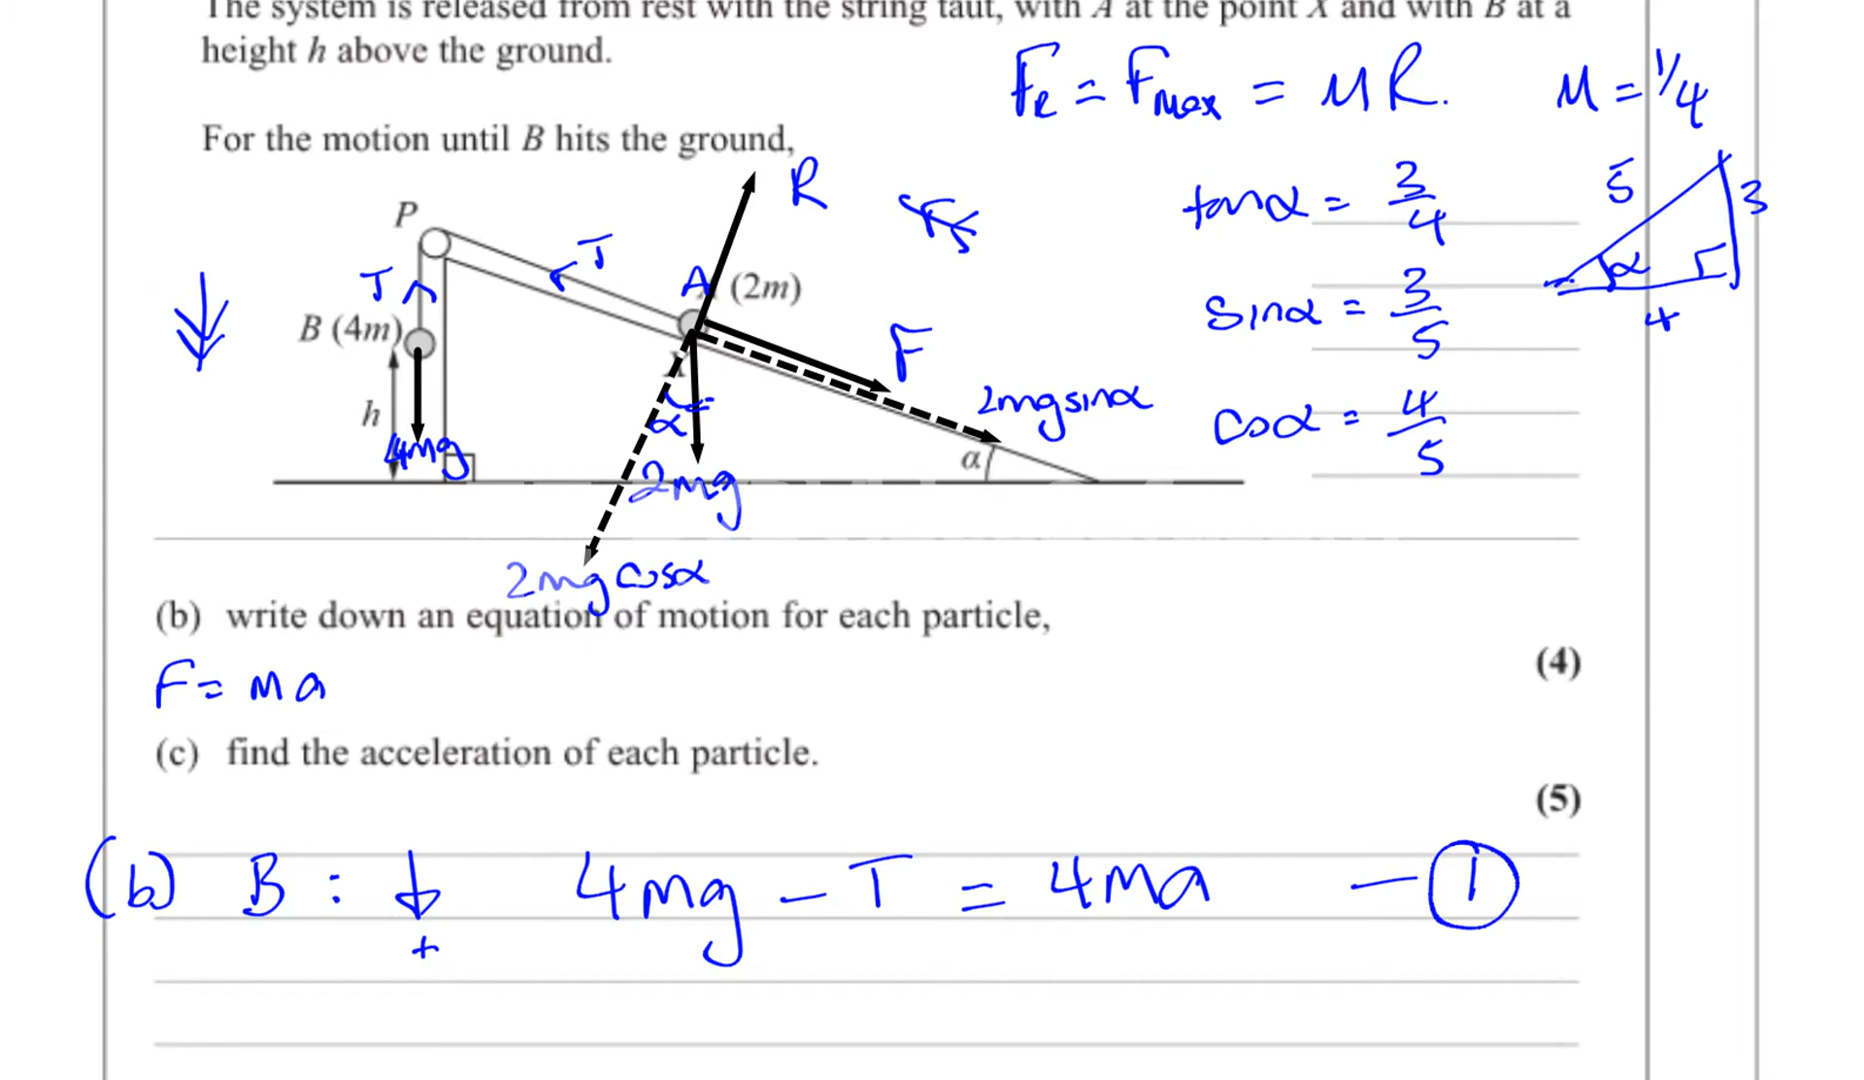 The system is released from rest with the string taut, with A at the point X and with B at a
height h above the ground.
F_R = F_Max = μR.
μ = 1/4
For the motion until B hits the ground,
R
tanα = 3/4
5
3
α
4
P
T
T
A (2m)
B (4m)
sinα = 3/5
F
X
h
α
2mgsinα
cosα = 4/5
4mg
α
2mg
2mgcosα
(b) write down an equation of motion for each particle,
(4)
F = ma
(c) find the acceleration of each particle.
(5)
(b) B : ↓ + 4mg - T = 4ma - ①